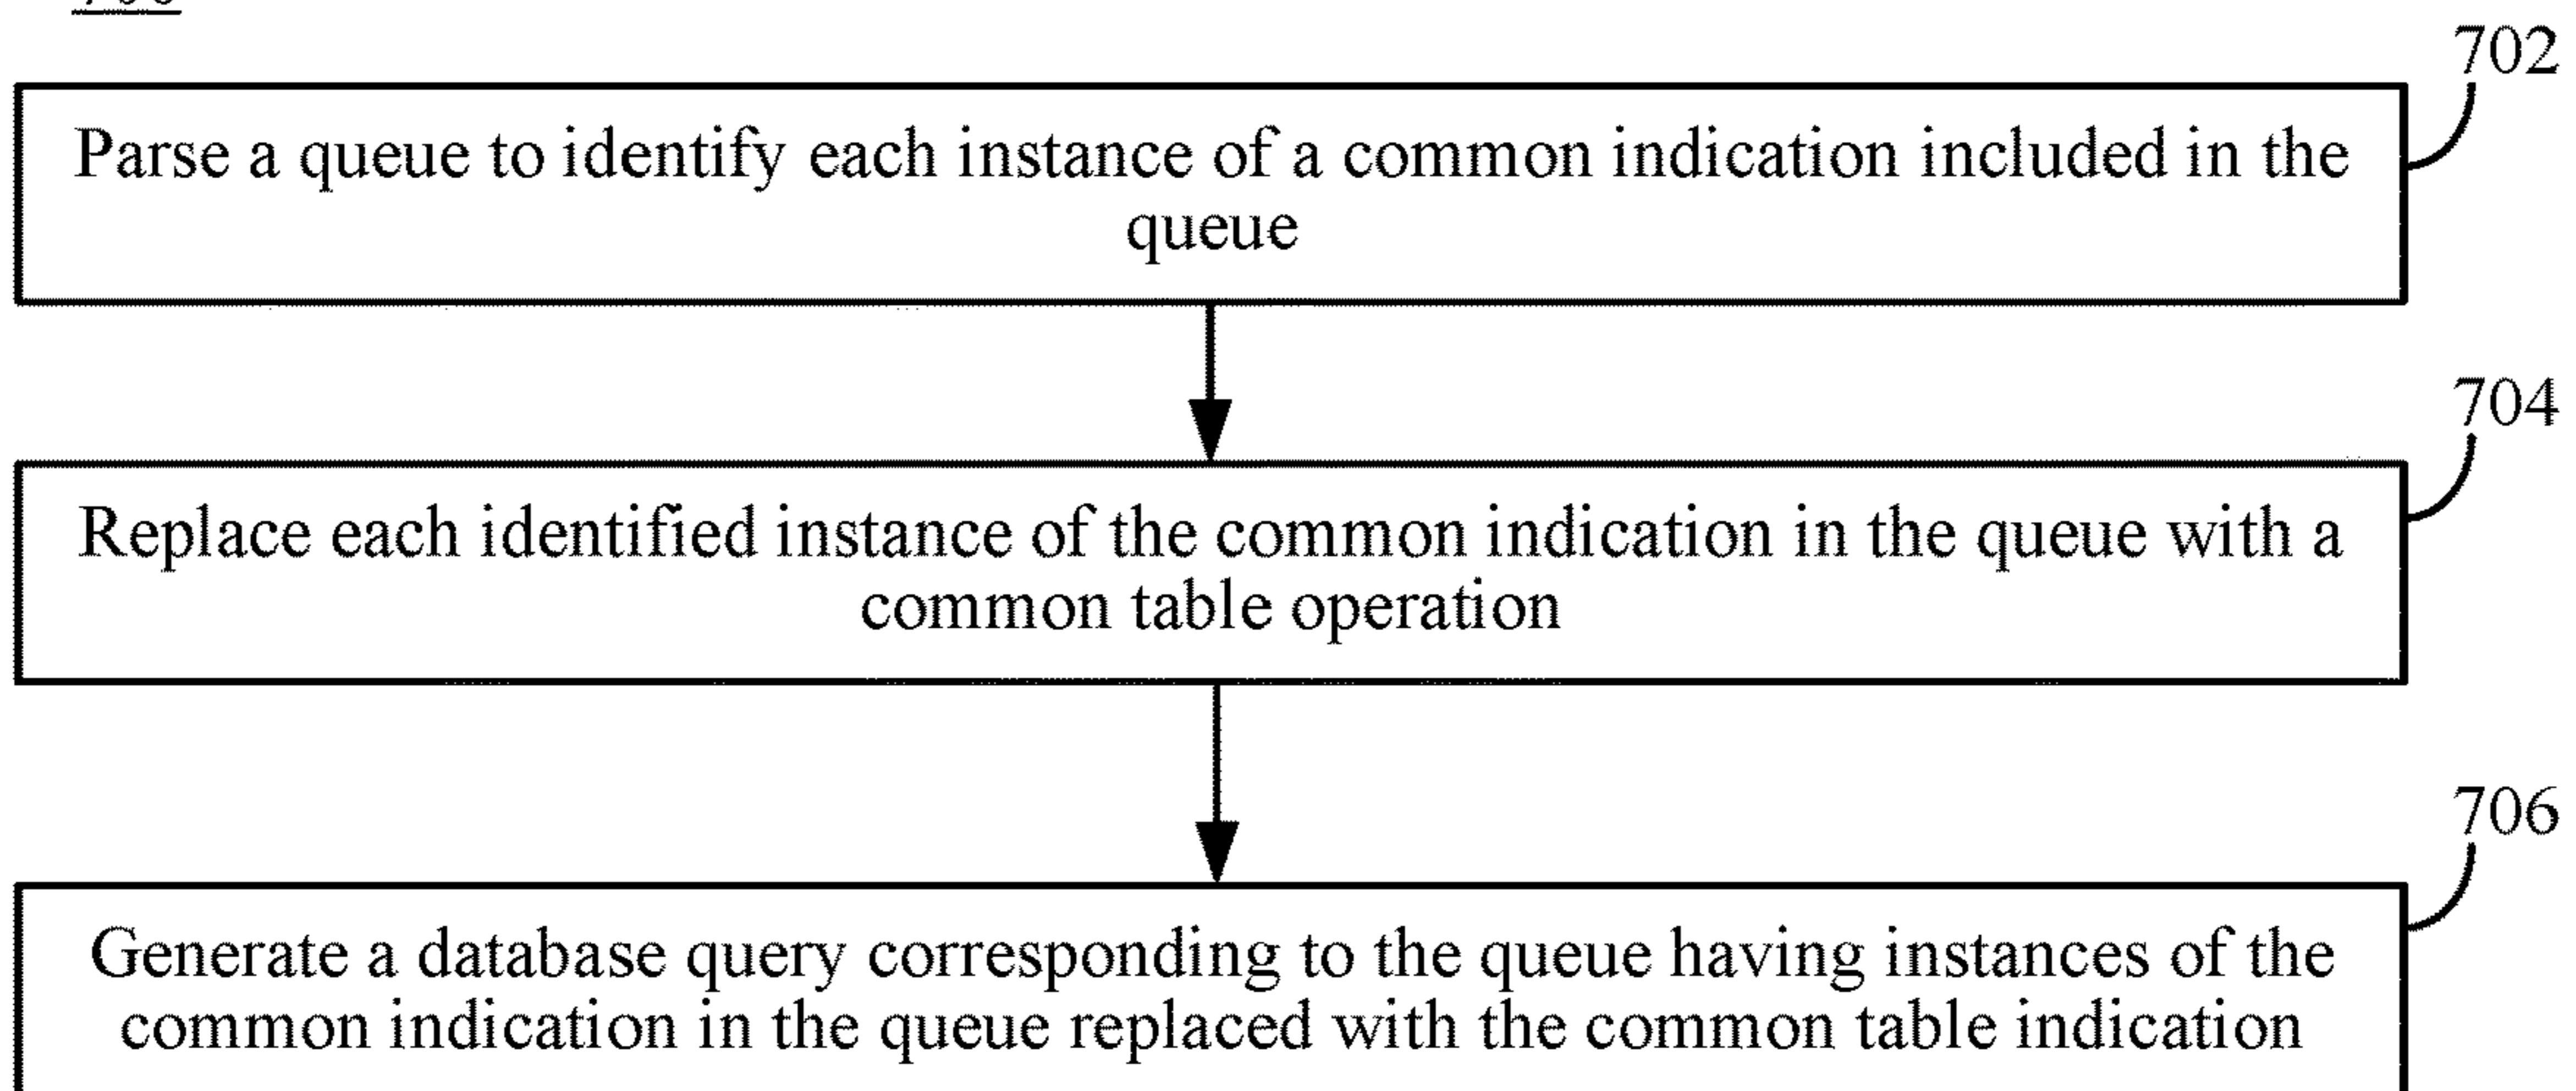 702
Parse a queue to identify each instance of a common indication included in the
queue
704
Replace each identified instance of the common indication in the queue with a
common table operation
706
Generate a database query corresponding to the queue having instances of the
common indication in the queue replaced with the common table indication